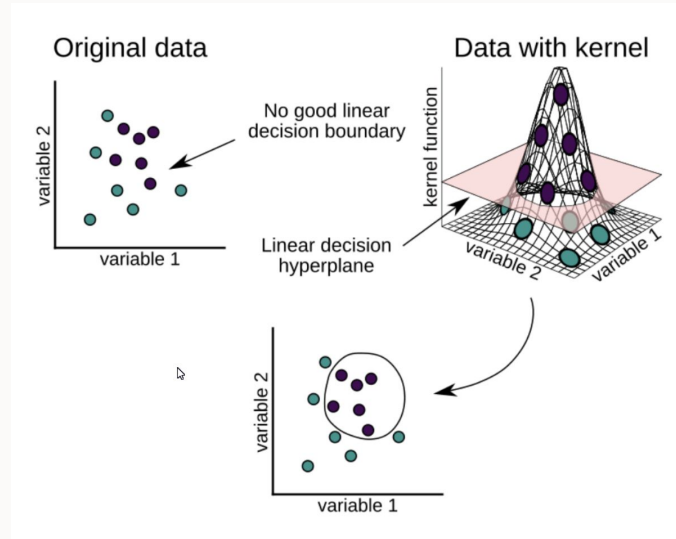 Original data
Data with kernel
No good linear
decision boundary
variable 2
variable 1
kernel function
variable 2
variable 1
Linear decision
hyperplane
variable 2
variable 1